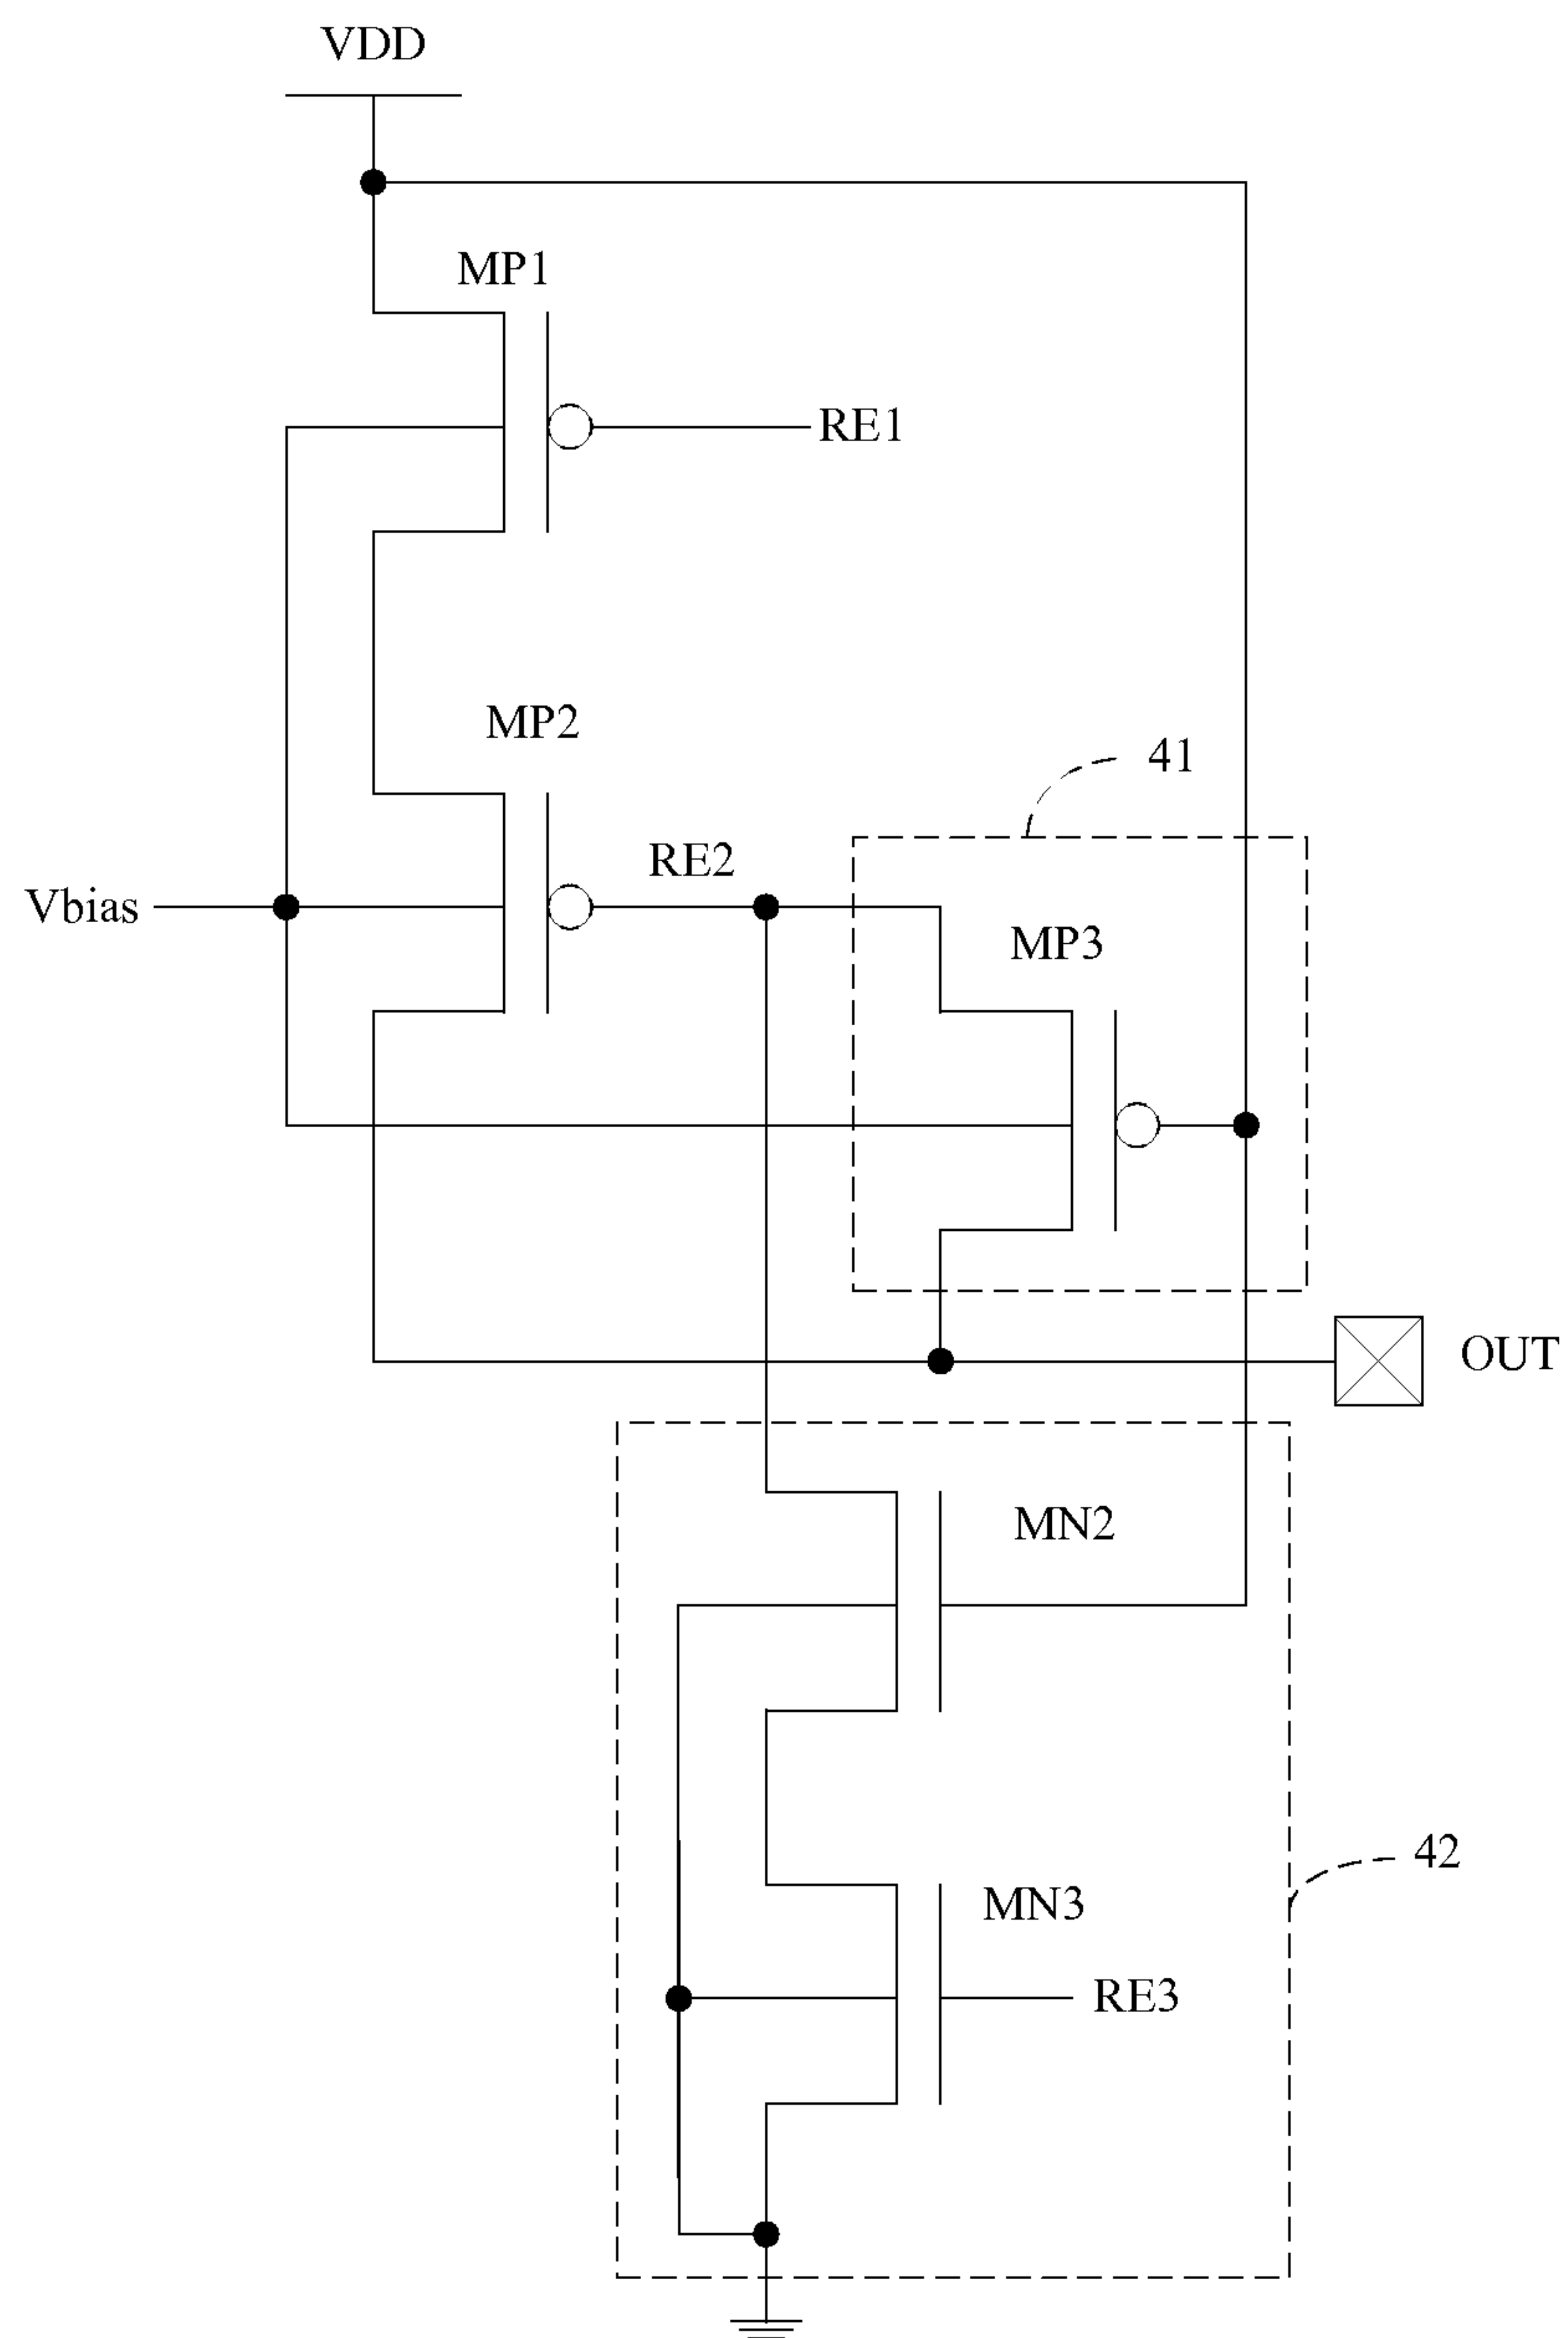 VDD
MP1
RE1
MP2
41
RE2
Vbias
MP3
OUT
MN2
42
MN3
RE3